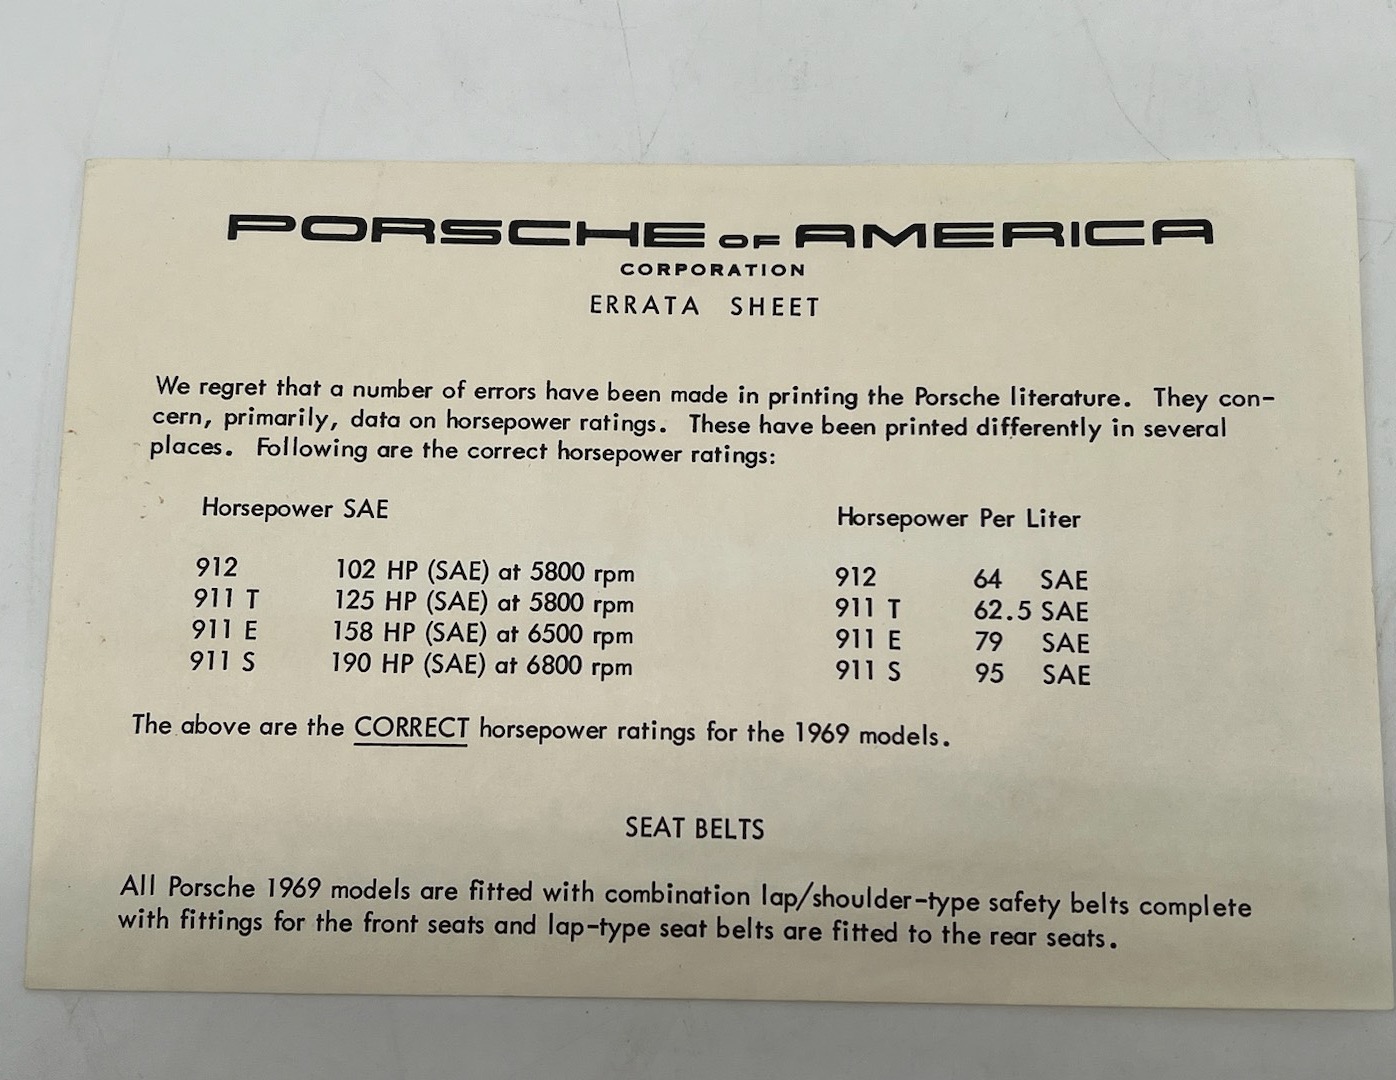 PORSCHE OF AMERICA
CORPORATION
ERRATA SHEET
We regret that a number of errors have been made in printing the Porsche literature. They con-
cern, primarily, data on horsepower ratings. These have been printed differently in several
places. Following are the correct horsepower ratings:
Horsepower SAE
912 102 HP (SAE) at 5800 rpm
911 T 125 HP (SAE) at 5800 rpm
911 E 158 HP (SAE) at 6500 rpm
911 S 190 HP (SAE) at 6800 rpm
Horsepower Per Liter
912 64 SAE
911 T 62.5 SAE
911 E 79 SAE
911 S 95 SAE
The above are the CORRECT horsepower ratings for the 1969 models.
SEAT BELTS
All Porsche 1969 models are fitted with combination lap/shoulder-type safety belts complete
with fittings for the front seats and lap-type seat belts are fitted to the rear seats.